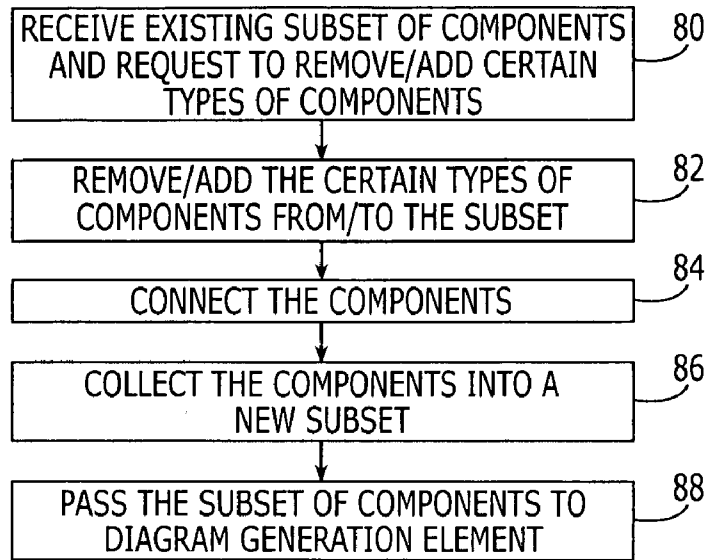 RECEIVE EXISTING SUBSET OF COMPONENTS
AND REQUEST TO REMOVE/ADD CERTAIN
TYPES OF COMPONENTS
80
REMOVE/ADD THE CERTAIN TYPES OF
COMPONENTS FROM/TO THE SUBSET
82
CONNECT THE COMPONENTS
84
COLLECT THE COMPONENTS INTO A
NEW SUBSET
86
PASS THE SUBSET OF COMPONENTS TO
DIAGRAM GENERATION ELEMENT
88